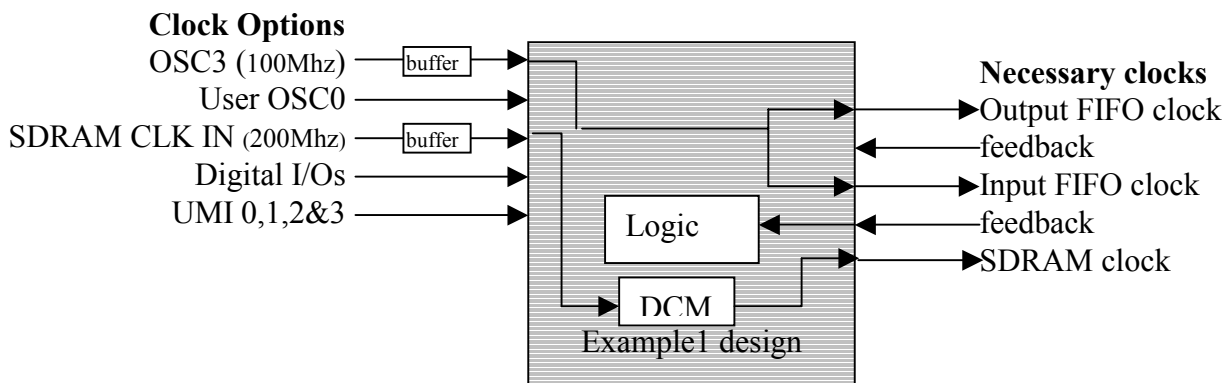 Clock Options
OSC3 (100Mhz)
buffer
User OSC0
SDRAM CLK IN (200Mhz)
buffer
Digital I/Os
UMI 0,1,2&3
Logic
DCM
Example1 design
Necessary clocks
Output FIFO clock
feedback
Input FIFO clock
feedback
SDRAM clock